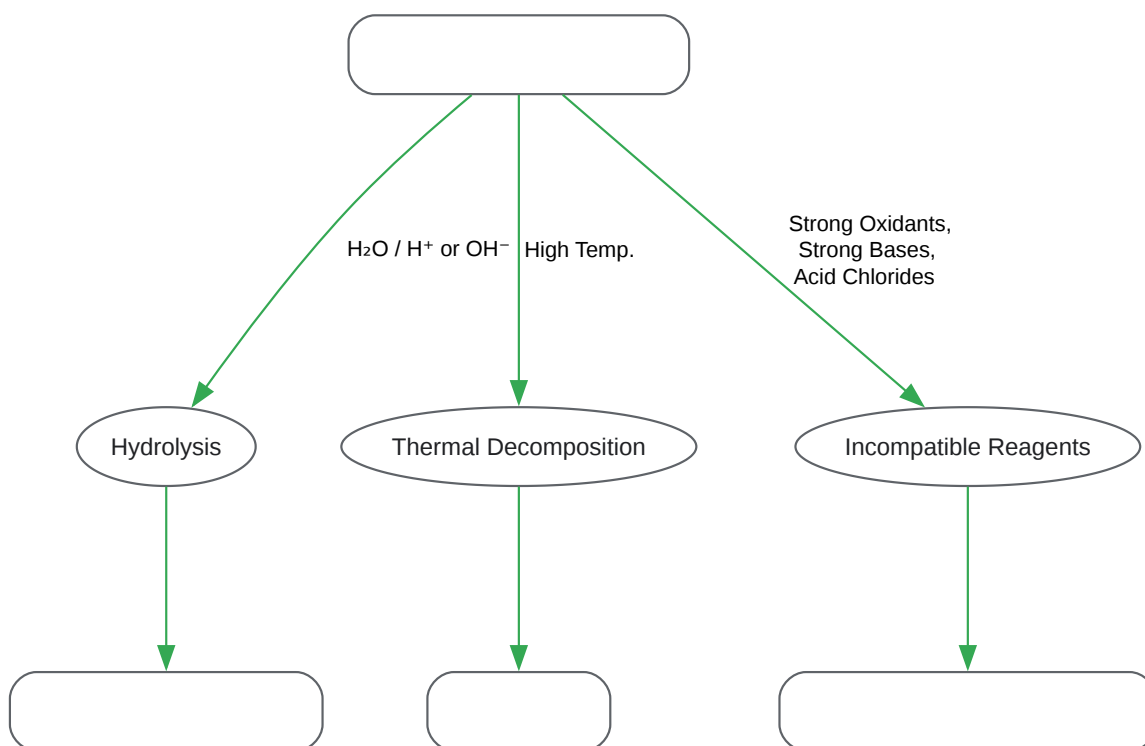 H₂O / H⁺ or OH⁻
High Temp.
Strong Oxidants,
Strong Bases,
Acid Chlorides
Hydrolysis
Thermal Decomposition
Incompatible Reagents